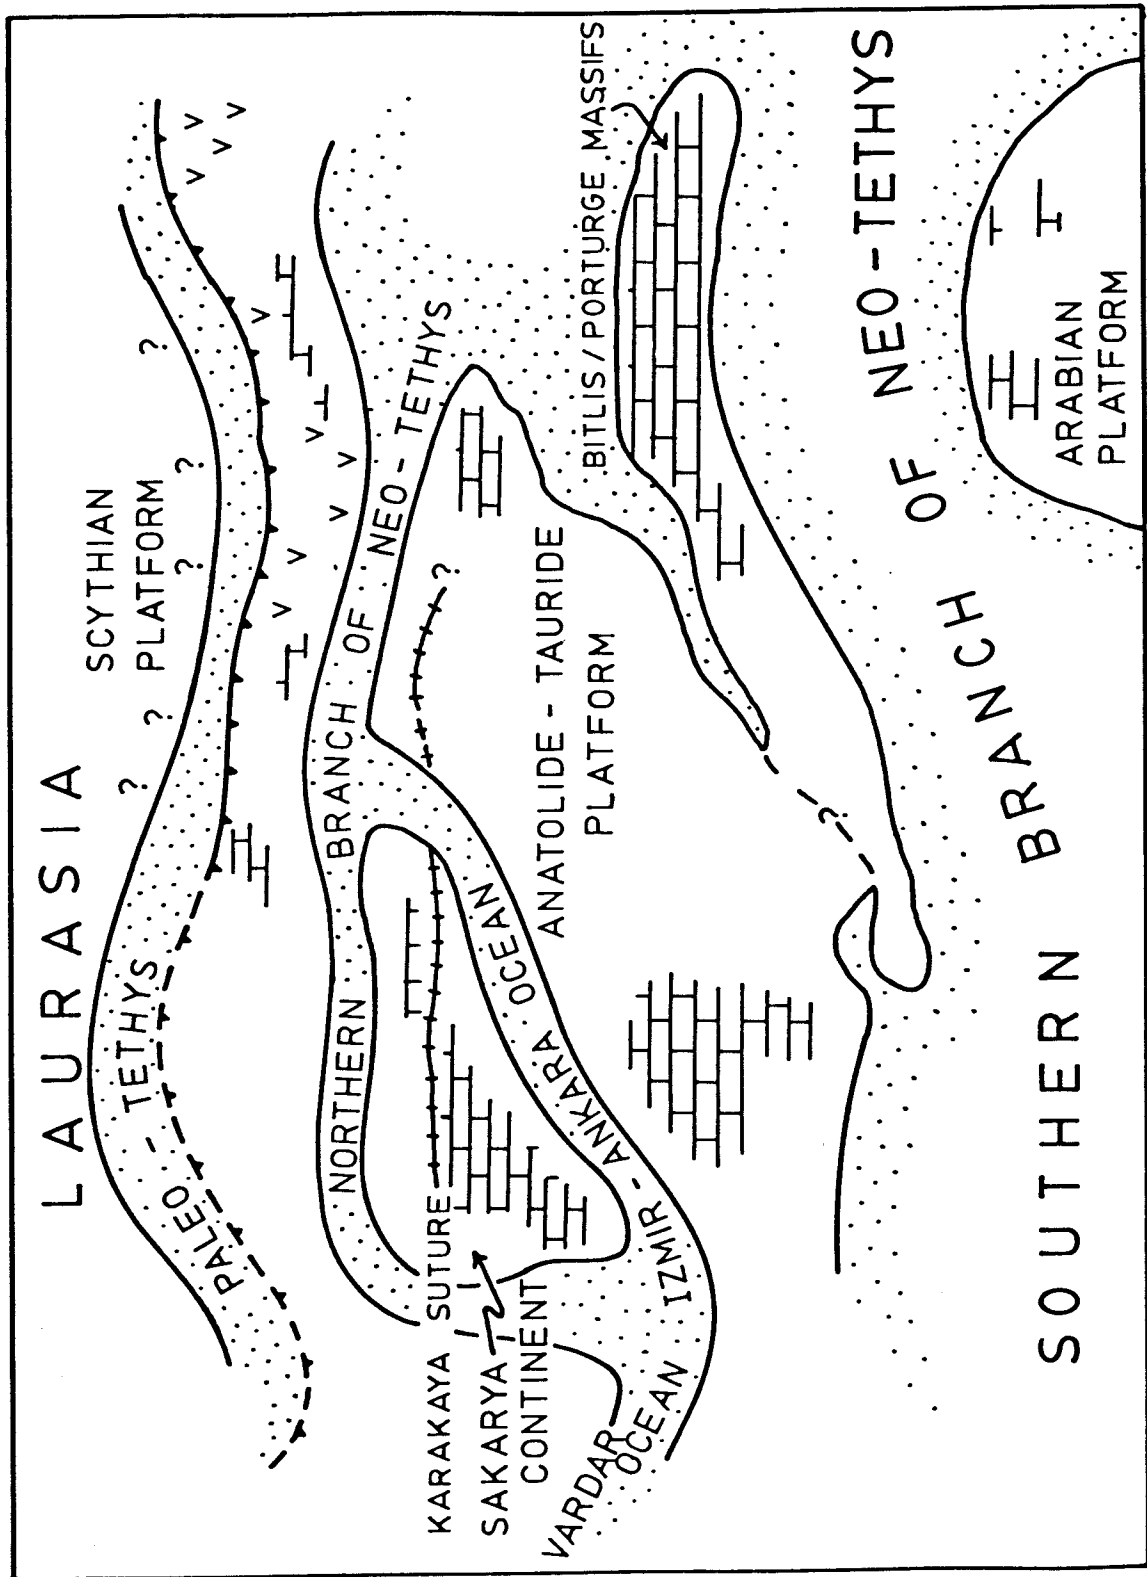 LAURASIA
SCYTHIAN
PLATFORM
PALEO - TETHYS
? ? ? ? ?
NORTHERN BRANCH OF NEO - TETHYS
KARAKAYA SUTURE
SAKARYA
CONTINENT
VARDAR
OCEAN
IZMIR - ANKARA OCEAN
?
ANATOLIDE - TAURIDE
PLATFORM
BITLIS / PORTURGE MASSIFS
?
SOUTHERN BRANCH OF NEO - TETHYS
ARABIAN
PLATFORM